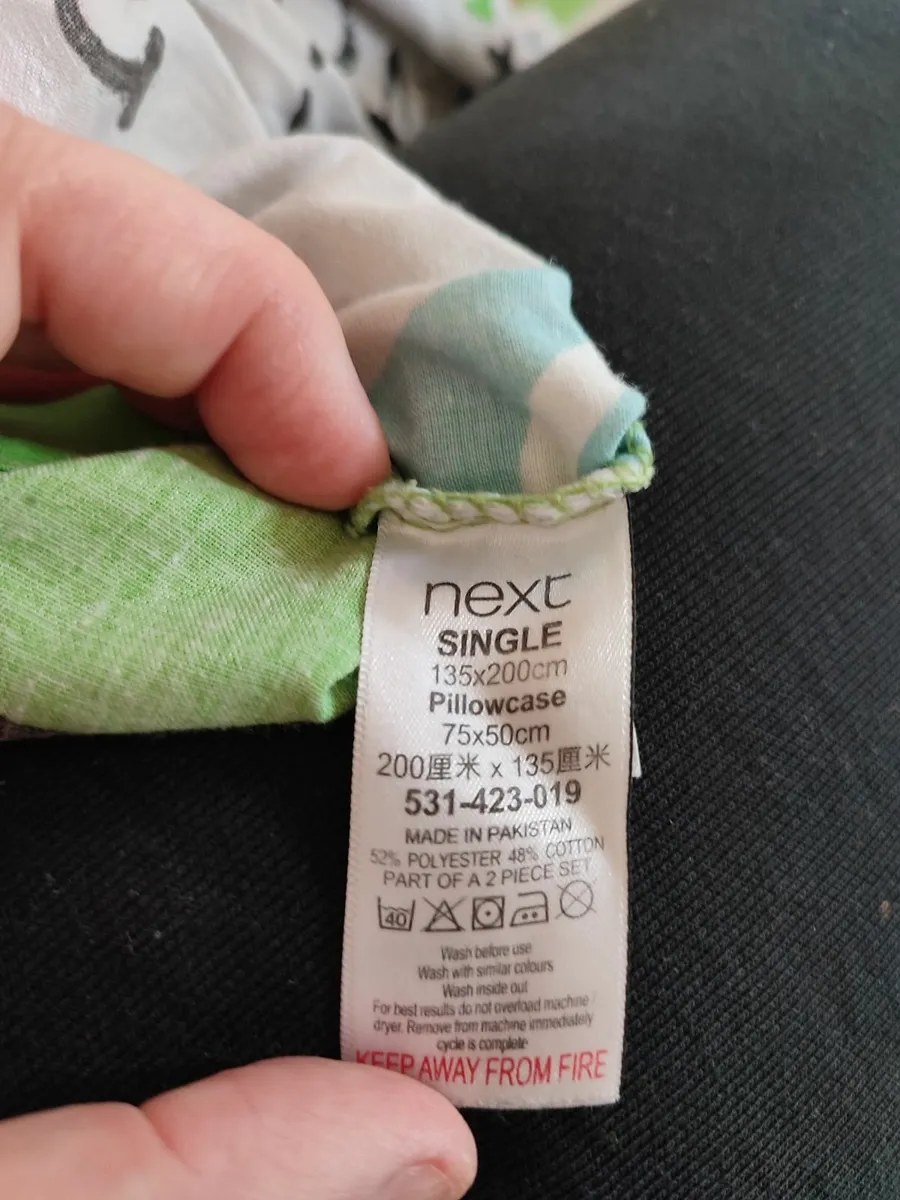 next
SINGLE
135x200cm
Pillowcase
75x50cm
200厘米 x 135厘米
531-423-019
MADE IN PAKISTAN
52% POLYESTER 48% COTTON
PART OF A 2 PIECE SET
40
Wash before use
Wash with similar colours
Wash inside out
For best results do not overload machine /
dryer. Remove from machine immediately
cycle is complete
KEEP AWAY FROM FIRE